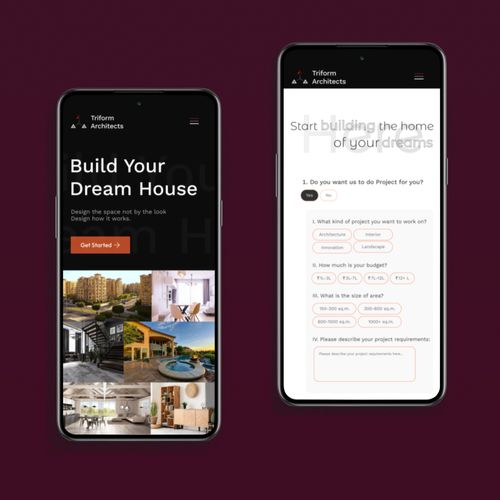 Triform
Architects
Build Your
Dream House
Design the space not by the look
Design how it works.
Get Started →
Triform
Architects
Here
Start building the home
of your dreams
1. Do you want us to do Project for you?
Yes
No
I. What kind of project you want to work on?
Architecture
Interior
Innovation
Landscape
II. How much is your budget?
₹1L-3L
₹3L-7L
₹7L-12L
₹12+ L
III. What is the size of area?
150-300 sq.m.
300-600 sq.m.
600-1000 sq.m.
1000+ sq.m.
IV. Please describe your project requirements:
Please describe your project requirements here...